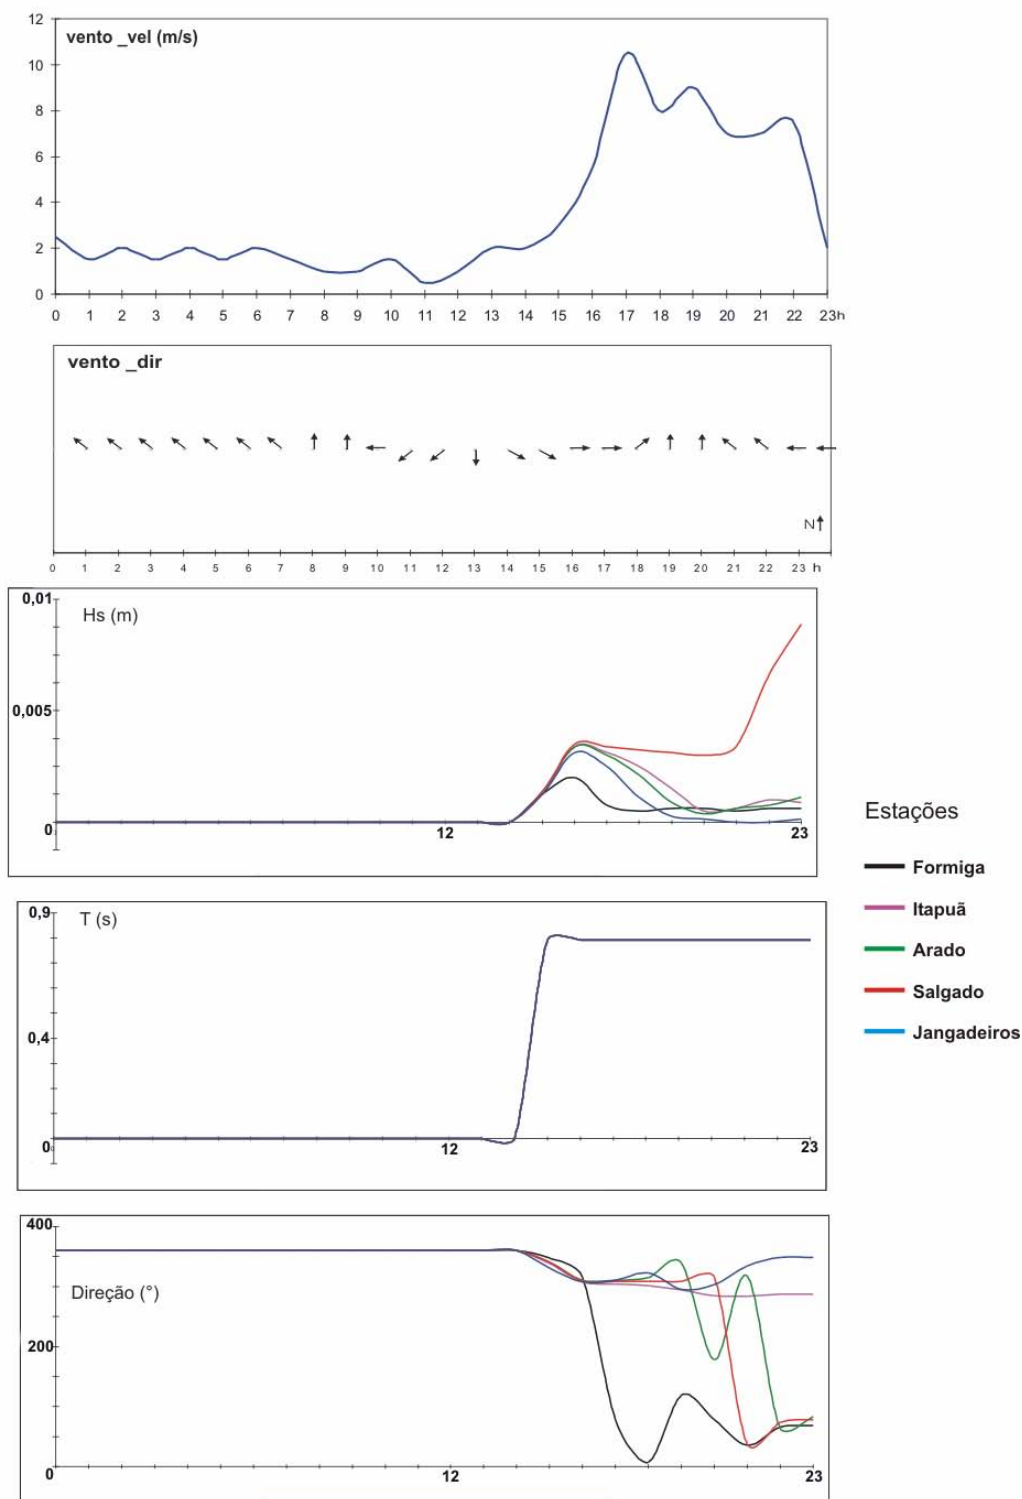 12
vento _vel (m/s)
10
8
6
4
2
0
0 1 2 3 4 5 6 7 8 9 10 11 12 13 14 15 16 17 18 19 20 21 22 23h
vento _dir
N
0 1 2 3 4 5 6 7 8 9 10 11 12 13 14 15 16 17 18 19 20 21 22 23 h
0,01
Hs (m)
0,005
0
12 23
0,9
T (s)
0,4
0
12 23
400
Direção (°)
200
0
12 23
Estações
Formiga
Itapuã
Arado
Salgado
Jangadeiros